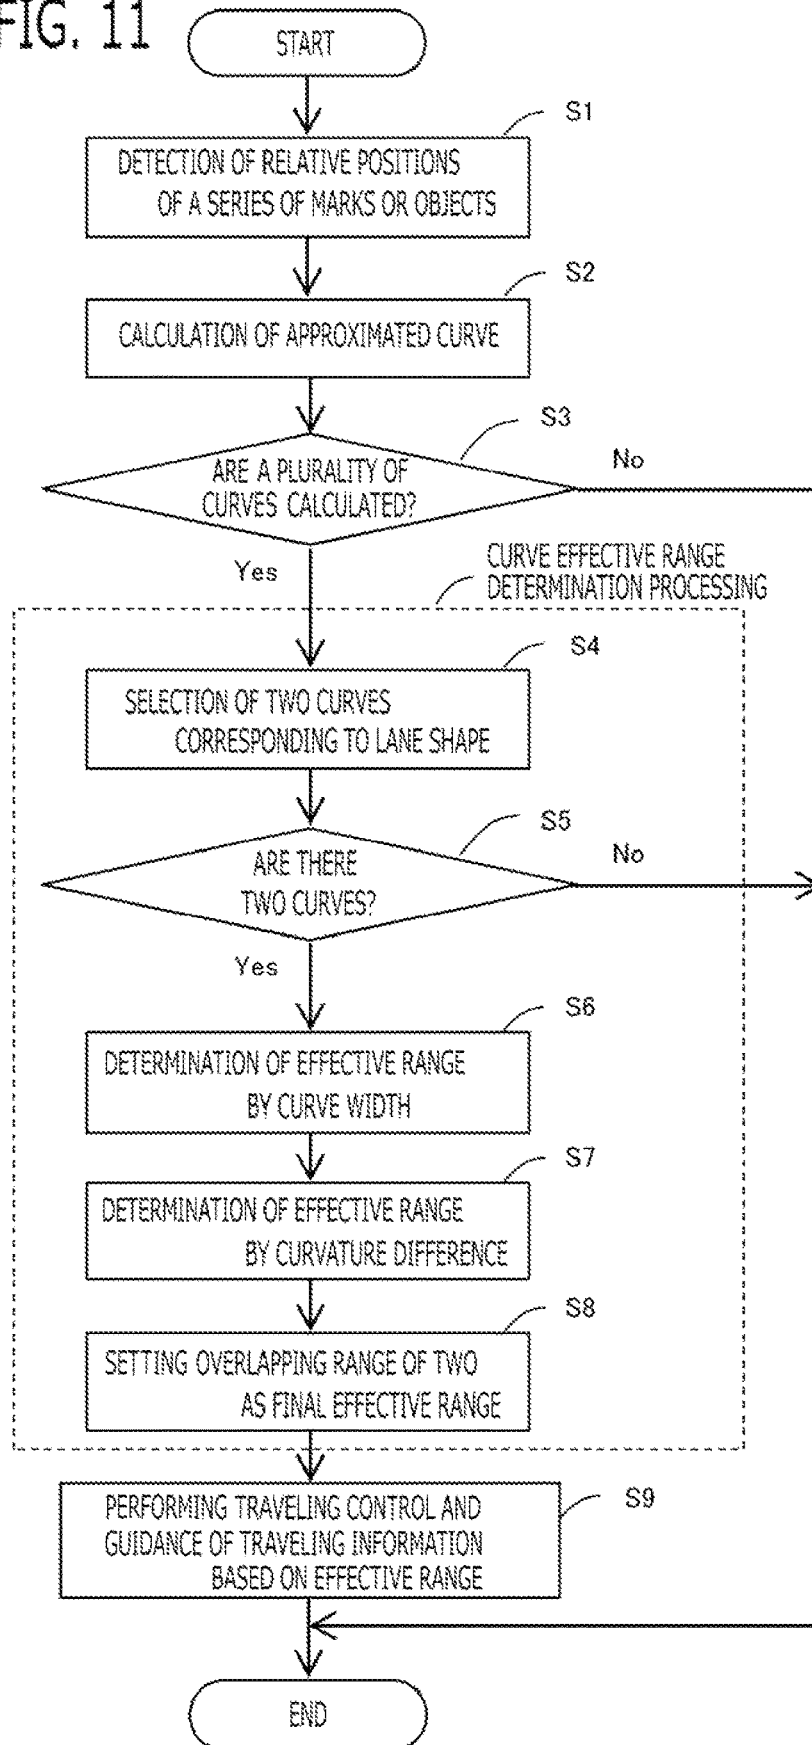 FIG. 11
START
S1
DETECTION OF RELATIVE POSITIONS
OF A SERIES OF MARKS OR OBJECTS
S2
CALCULATION OF APPROXIMATED CURVE
S3
ARE A PLURALITY OF
CURVES CALCULATED?
No
Yes
CURVE EFFECTIVE RANGE
DETERMINATION PROCESSING
S4
SELECTION OF TWO CURVES
CORRESPONDING TO LANE SHAPE
S5
ARE THERE
TWO CURVES?
No
Yes
S6
DETERMINATION OF EFFECTIVE RANGE
BY CURVE WIDTH
S7
DETERMINATION OF EFFECTIVE RANGE
BY CURVATURE DIFFERENCE
S8
SETTING OVERLAPPING RANGE OF TWO
AS FINAL EFFECTIVE RANGE
S9
PERFORMING TRAVELING CONTROL AND
GUIDANCE OF TRAVELING INFORMATION
BASED ON EFFECTIVE RANGE
END